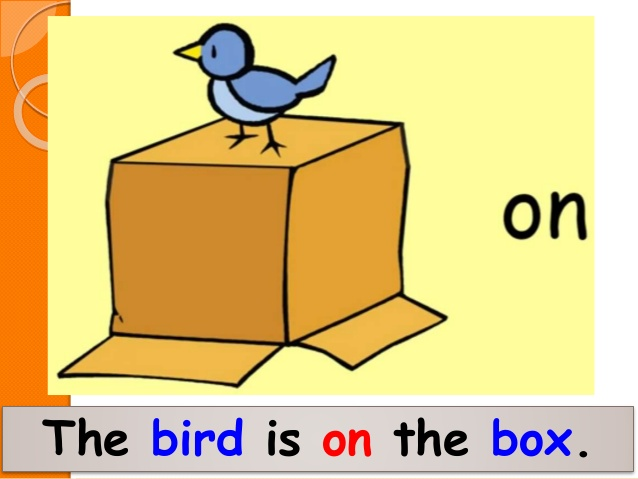 on
The bird is on the box.